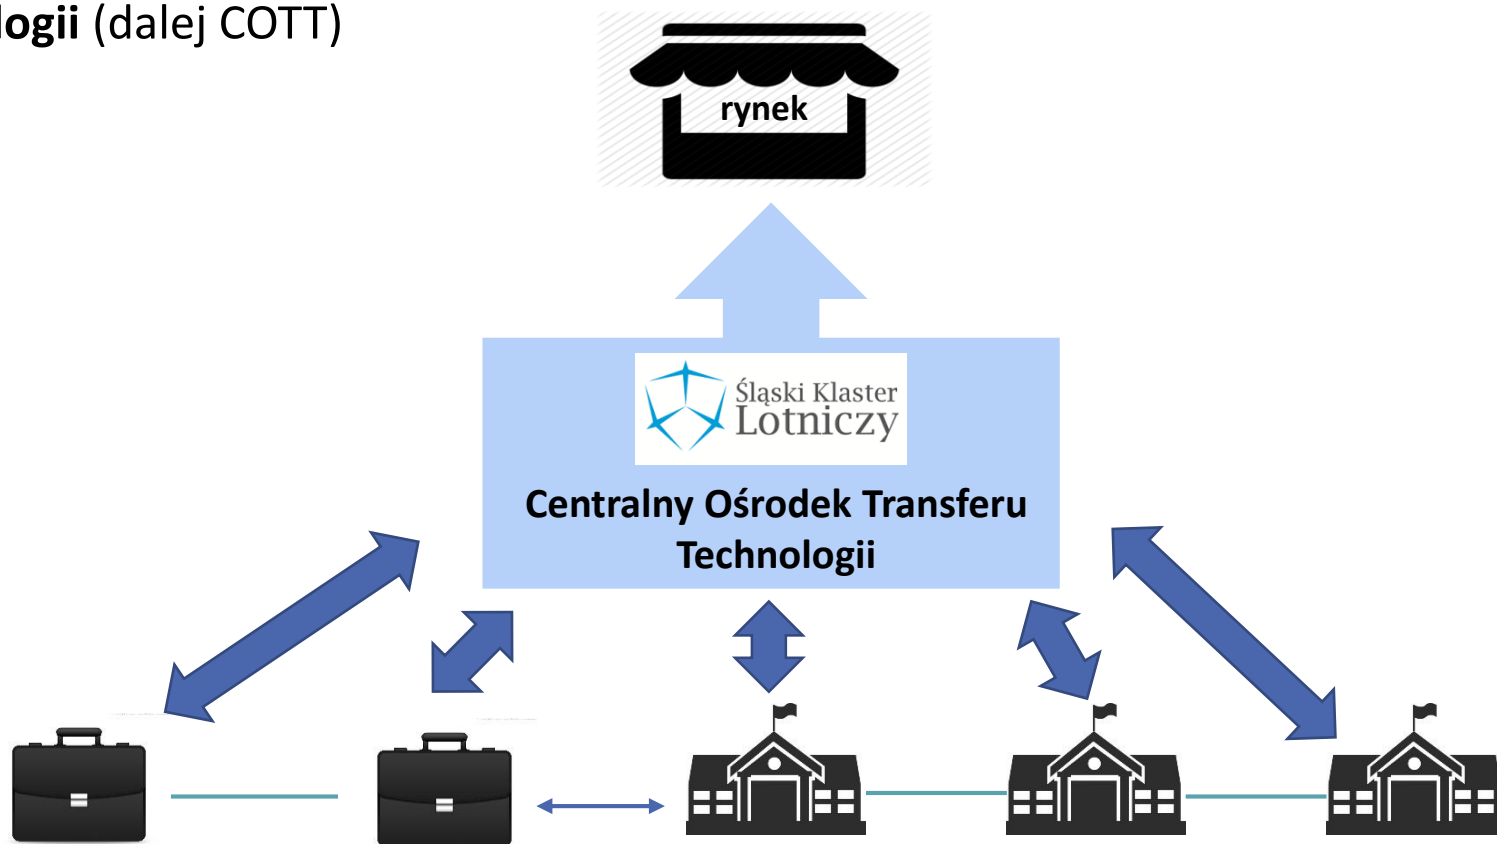 logii (dalej COTT)
rynek
Śląski Klaster
Lotniczy
Centralny Ośrodek Transferu
Technologii